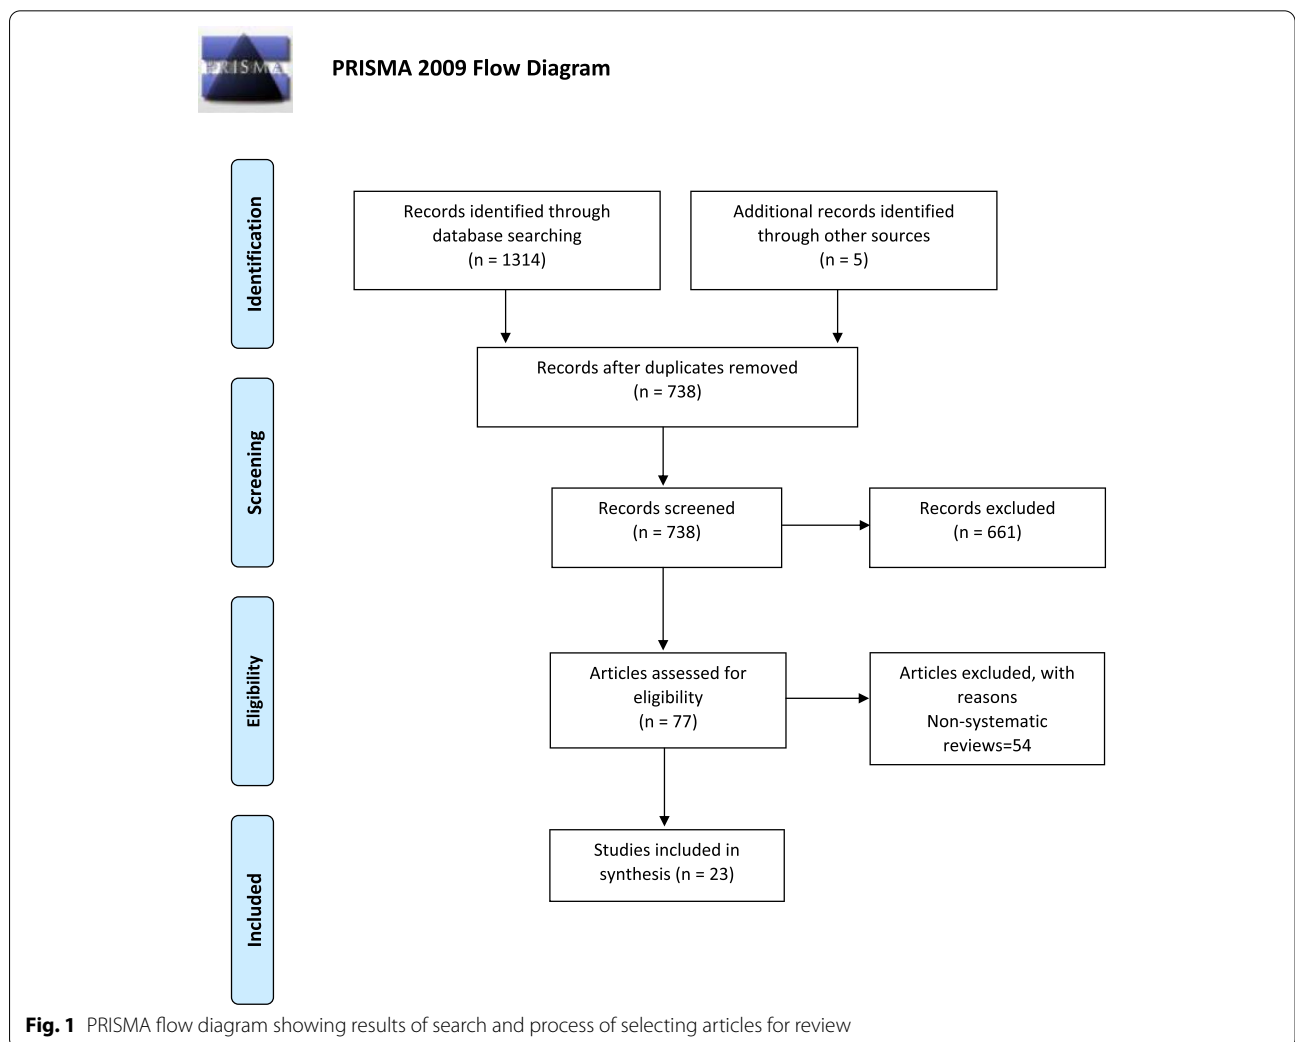 PRISMA
PRISMA 2009 Flow Diagram
Identification
Records identified through
database searching
(n = 1314)
Additional records identified
through other sources
(n = 5)
Records after duplicates removed
(n = 738)
Screening
Records screened
(n = 738)
Records excluded
(n = 661)
Eligibility
Articles assessed for
eligibility
(n = 77)
Articles excluded, with
reasons
Non-systematic
reviews=54
Included
Studies included in
synthesis (n = 23)
Fig. 1 PRISMA flow diagram showing results of search and process of selecting articles for review